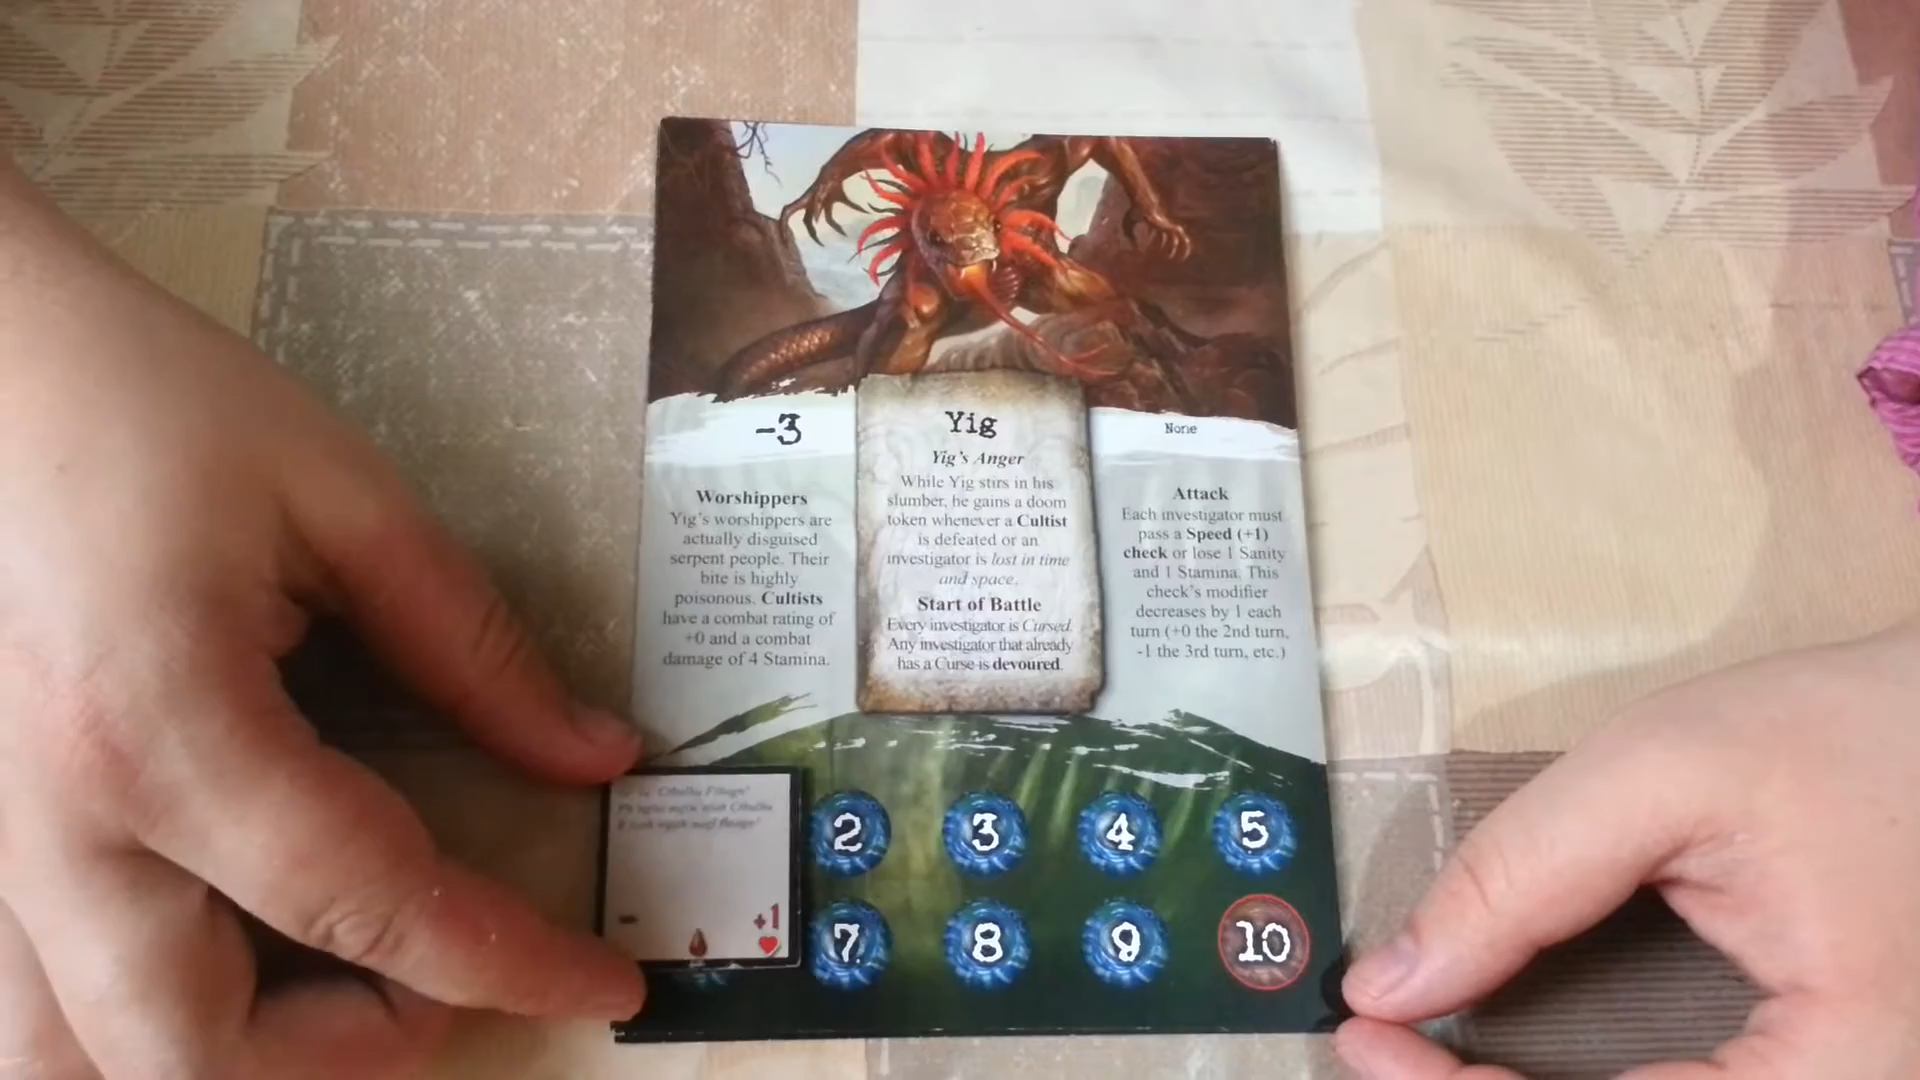 -3
Yig
None
Yig's Anger
While Yig stirs in his
slumber, he gains a doom
token whenever a Cultist
is defeated or an
investigator is lost in time
and space.
Start of Battle
Every investigator is Cursed.
Any investigator that already
has a Curse is devoured.
Worshippers
Yig's worshippers are
actually disguised
serpent people. Their
bite is highly
poisonous. Cultists
have a combat rating of
+0 and a combat
damage of 4 Stamina.
Attack
Each investigator must
pass a Speed (+1)
check or lose 1 Sanity
and 1 Stamina. This
check's modifier
decreases by 1 each
turn (+0 the 2nd turn,
-1 the 3rd turn, etc.)
Cthulhu Fhtagn!
Cthulhu
- +1
2 3 4 5
7 8 9 10